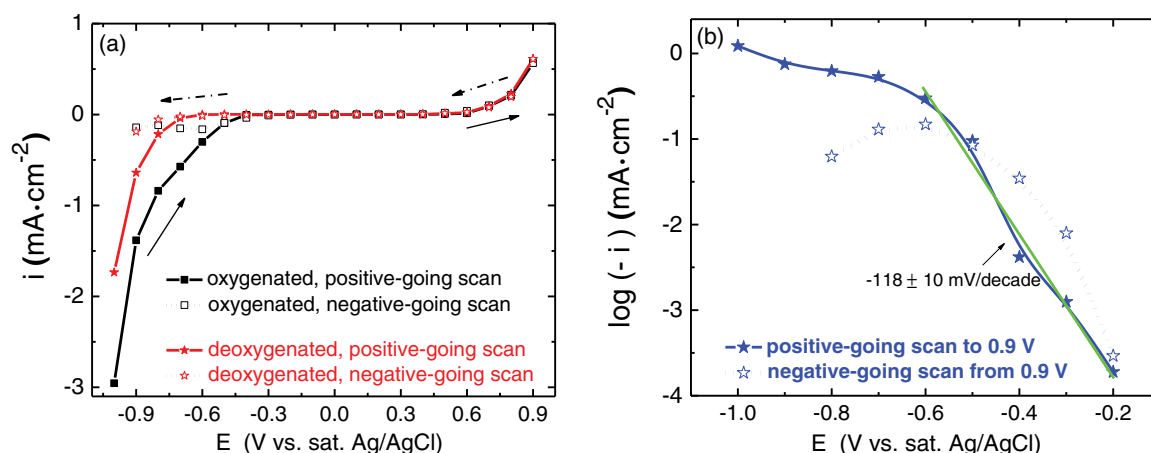 (a)
1
0
-1
-2
-3
i (mA·cm-2)
oxygenated, positive-going scan
oxygenated, negative-going scan
deoxygenated, positive-going scan
deoxygenated, negative-going scan
-0.9 -0.6 -0.3 0.0 0.3 0.6 0.9
E (V vs. sat. Ag/AgCl)
(b)
0
-1
-2
-3
-4
log (- i ) (mA·cm-2)
-118 ± 10 mV/decade
positive-going scan to 0.9 V
negative-going scan from 0.9 V
-1.0 -0.8 -0.6 -0.4 -0.2
E (V vs. sat. Ag/AgCl)